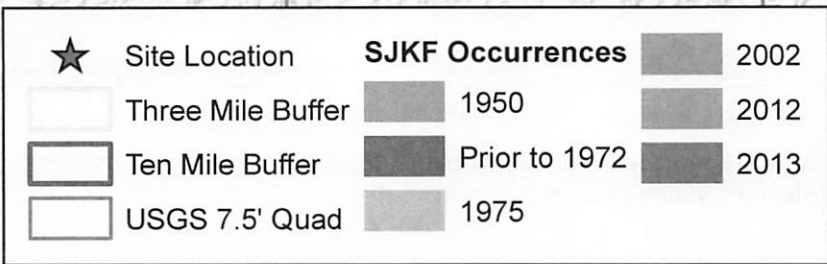 Site Location
Three Mile Buffer
Ten Mile Buffer
USGS 7.5' Quad
SJKF Occurrences
1950
Prior to 1972
1975
2002
2012
2013